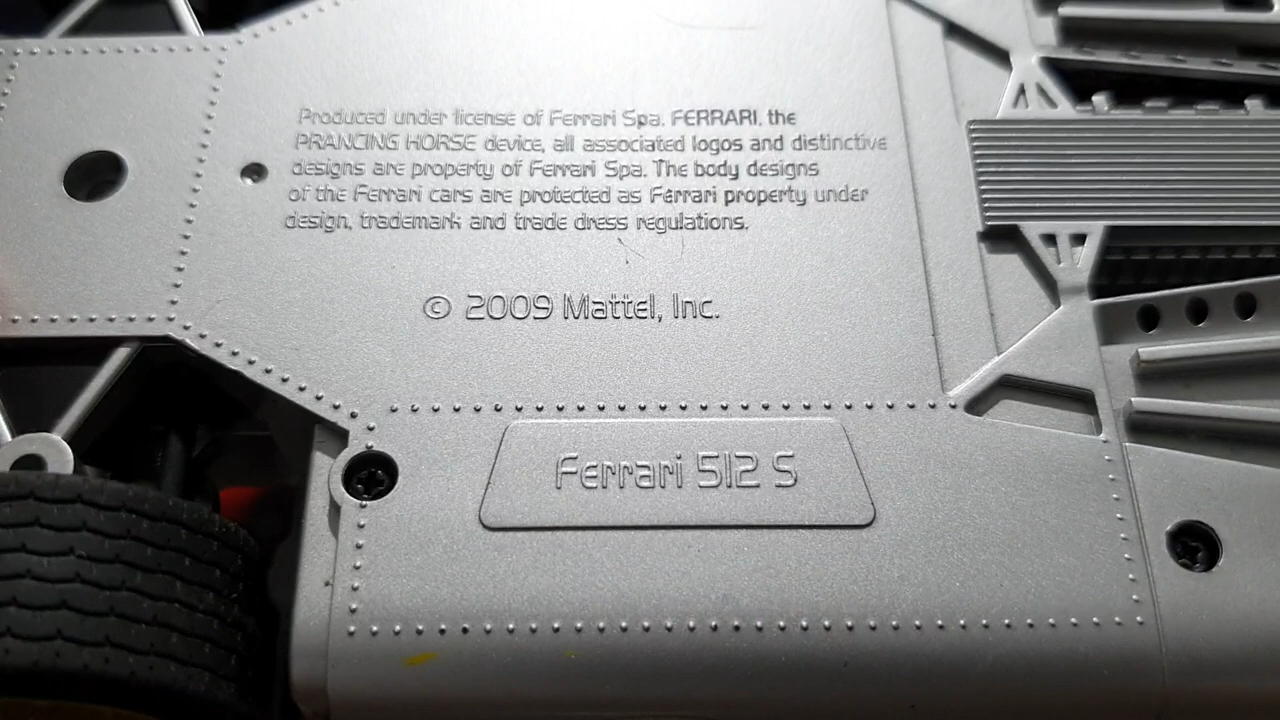 Produced under license of Ferrari Spa. FERRARI, the
PRANCING HORSE device, all associated logos and distinctive
designs are property of Ferrari Spa. The body designs
of the Ferrari cars are protected as Ferrari property under
design, trademark and trade dress regulations.
© 2009 Mattel, Inc.
Ferrari 512 S